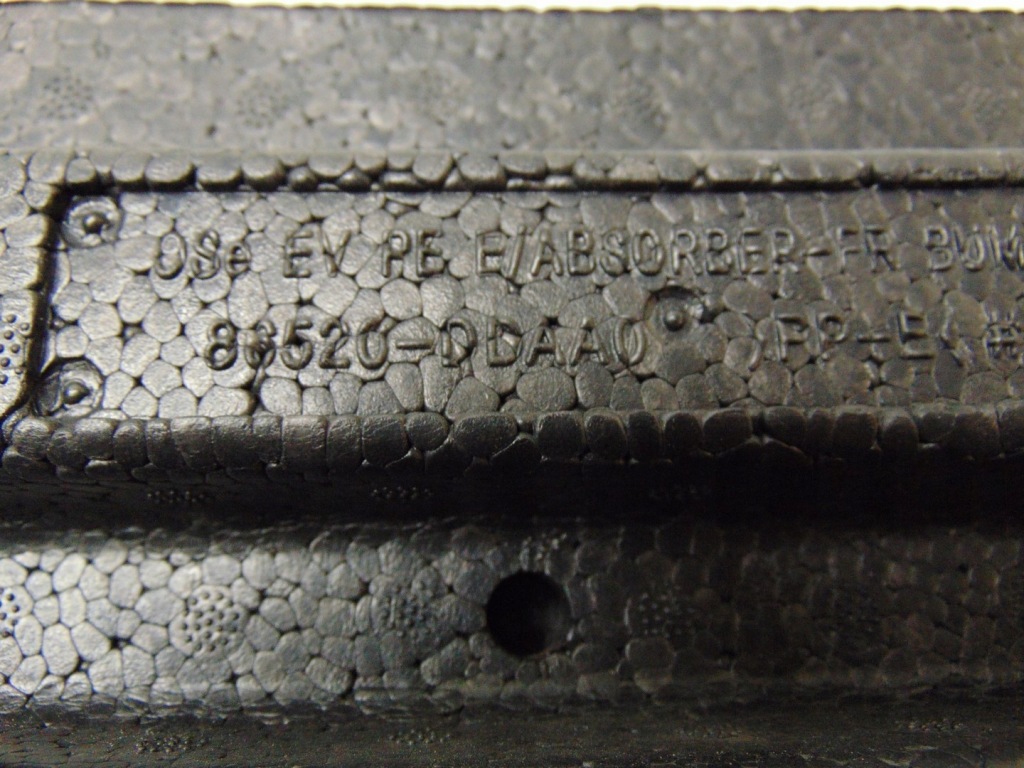 OSe EV PE E/ABSORBER-FR BUM
86520-DDAA0 PP-E #